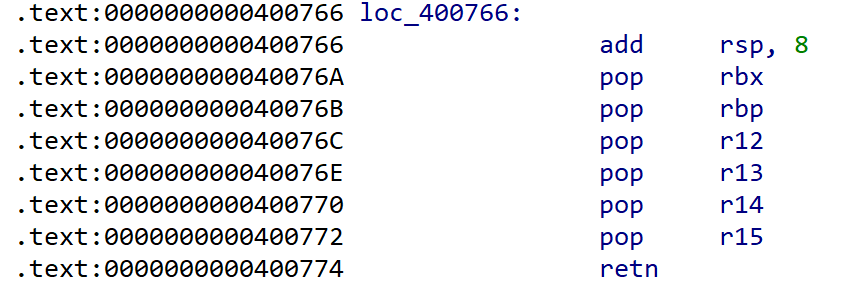 .text:0000000000400766 loc_400766:
.text:0000000000400766 add rsp, 8
.text:000000000040076A pop rbx
.text:000000000040076B pop rbp
.text:000000000040076C pop r12
.text:000000000040076E pop r13
.text:0000000000400770 pop r14
.text:0000000000400772 pop r15
.text:0000000000400774 retn